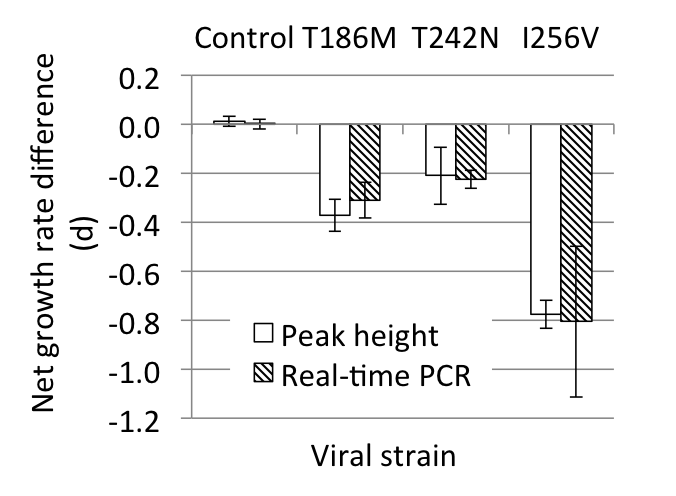 Control T186M T242N I256V
0.2
0.0
-0.2
-0.4
-0.6
-0.8
-1.0
-1.2
Net growth rate difference
(d)
Peak height
Real-time PCR
Viral strain